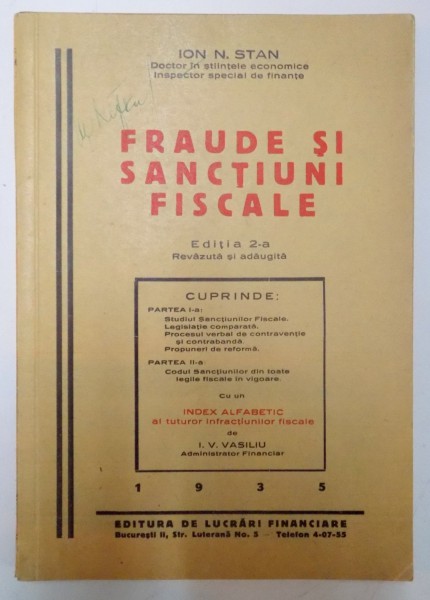 ION N. STAN
Doctor în științele economice
Inspector special de finanțe
FRAUDE ȘI
SANCȚIUNI
FISCALE
Ediția 2-a
Revăzută și adăugită
CUPRINDE:
PARTEA I-a:
Studiul Sancțiunilor Fiscale.
Legislație comparată.
Procesul verbal de contravenție
și contrabandă.
Propuneri de reformă.
PARTEA II-a:
Codul Sancțiunilor din toate
legile fiscale în vigoare.
Cu un
INDEX ALFABETIC
al tuturor infracțiunilor fiscale
de
I. V. VASILIU
Administrator Financiar
1 9 3 5
EDITURA DE LUCRĂRI FINANCIARE
București II, Str. Luterană No. 5 — Telefon 4-07-55